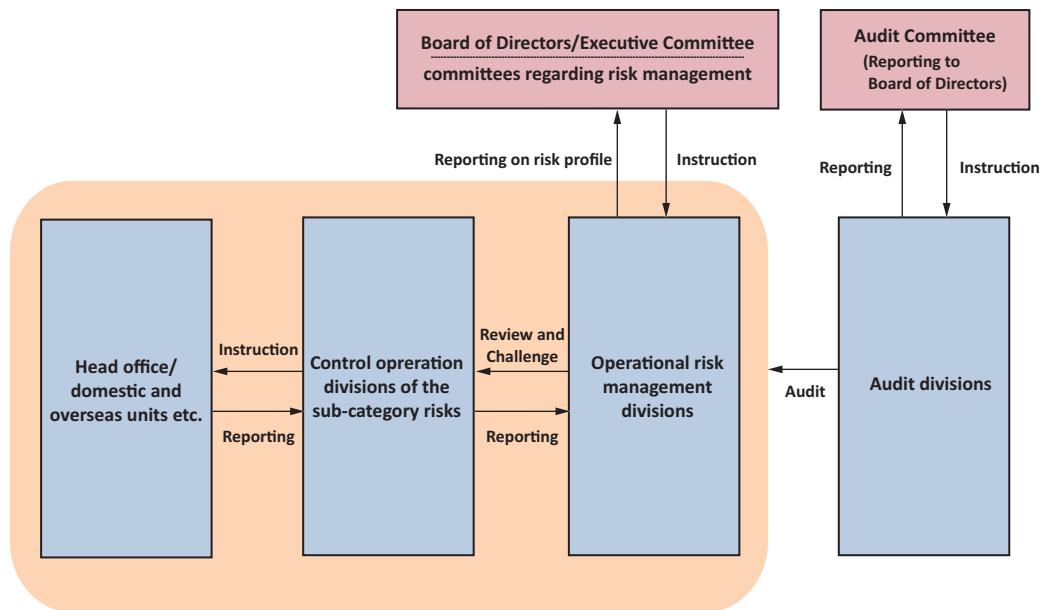 Board of Directors/Executive Committee
committees regarding risk management
Audit Committee
(Reporting to
Board of Directors)
Reporting on risk profile
Instruction
Reporting
Instruction
Head office/
domestic and
overseas units etc.
Instruction
Reporting
Control opreration
divisions of the
sub-category risks
Review and
Challenge
Reporting
Operational risk
management
divisions
Audit
Audit divisions